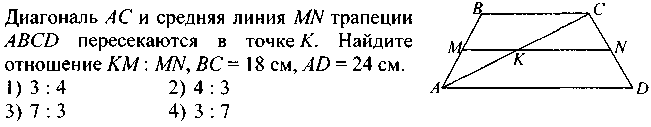 Диагональ AC и средняя линия MN трапеции
ABCD пересекаются в точке K. Найдите
отношение KM : MN, BC = 18 см, AD = 24 см.
1) 3 : 4 2) 4 : 3
3) 7 : 3 4) 3 : 7
B C
M K N
A D